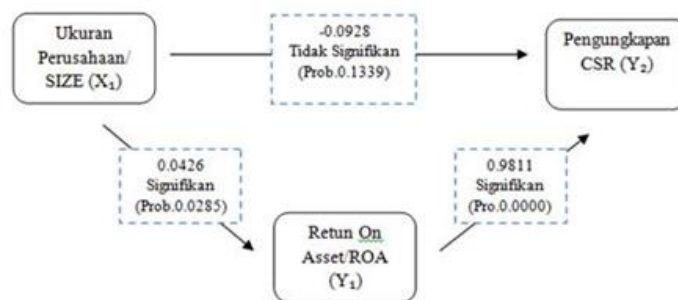 Ukuran
Perusahaan/
SIZE (X₁)
-0.0928
Tidak Signifikan
(Prob.0.1339)
Pengungkapan
CSR (Y₂)
0.0426
Signifikan
(Prob.0.0285)
0.9811
Signifikan
(Pro.0.0000)
Retun On
Asset/ROA
(Y₁)